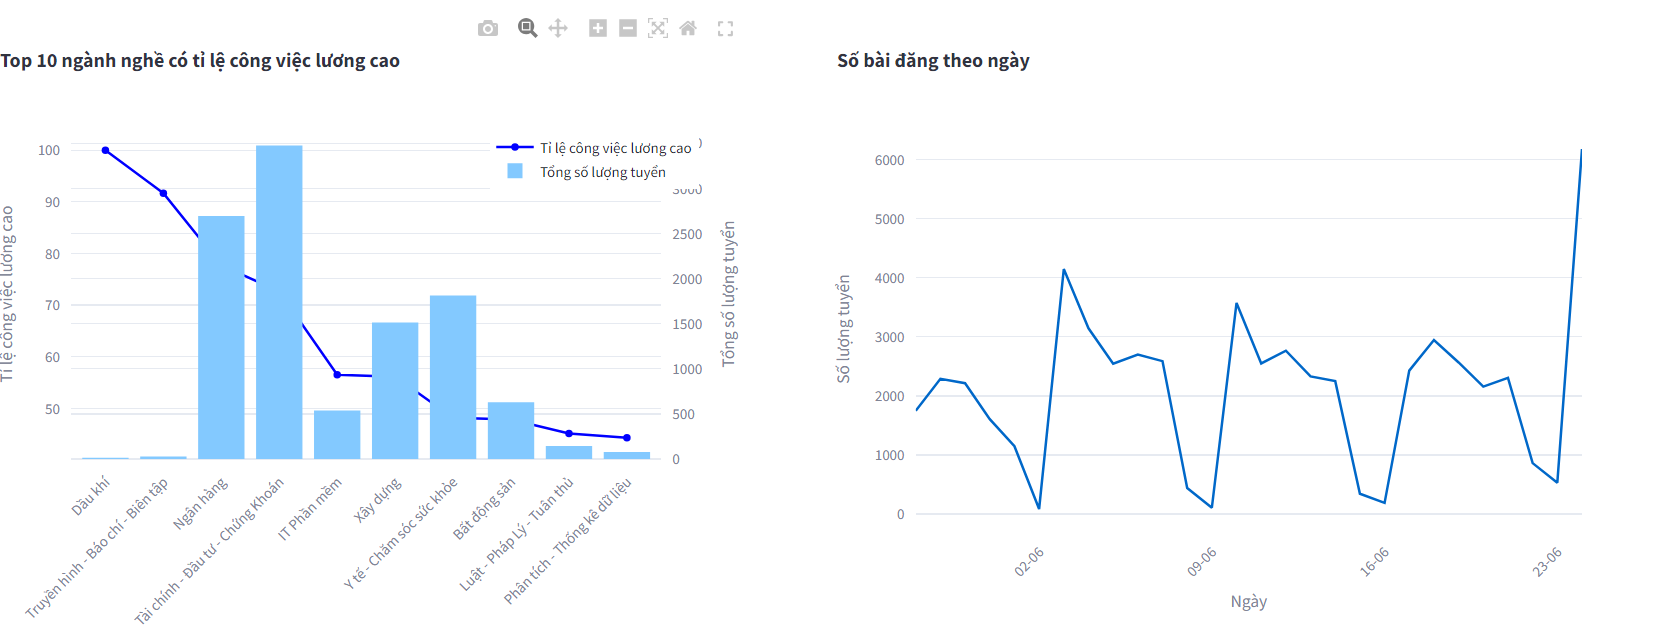 Top 10 ngành nghề có tỉ lệ công việc lương cao
Tỉ lệ công việc lương cao
Tổng số lượng tuyển
100
90
80
70
60
50
Tỉ lệ công việc lương cao
3000
2500
2000
1500
1000
500
0
Tổng số lượng tuyển
Dầu khí
Truyền hình - Báo chí - Biên tập
Ngân hàng
Tài chính - Đầu tư - Chứng Khoán
IT Phần mềm
Xây dựng
Y tế - Chăm sóc sức khỏe
Bất động sản
Luật - Pháp Lý - Tuân thủ
Phân tích - Thống kê dữ liệu
Số bài đăng theo ngày
6000
5000
4000
3000
2000
1000
0
Số lượng tuyển
02-06
09-06
16-06
23-06
Ngày